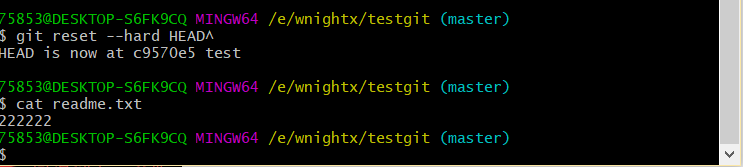 75853@DESKTOP-S6FK9CQ MINGW64 /e/wnightx/testgit (master)
$ git reset --hard HEAD^
HEAD is now at c9570e5 test
75853@DESKTOP-S6FK9CQ MINGW64 /e/wnightx/testgit (master)
$ cat readme.txt
222222
75853@DESKTOP-S6FK9CQ MINGW64 /e/wnightx/testgit (master)
$